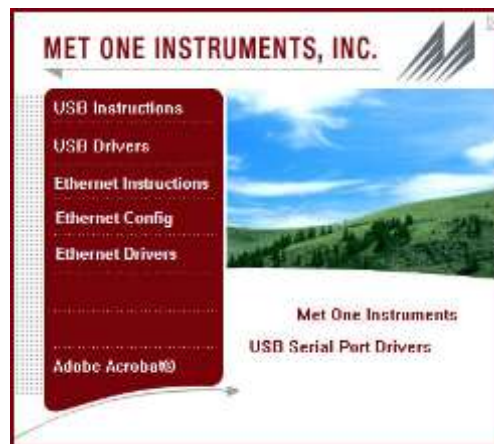 MET ONE INSTRUMENTS, INC.
USB Instructions
USB Drivers
Ethernet Instructions
Ethernet Config
Ethernet Drivers
Adobe Acrobat®
Met One Instruments
USB Serial Port Drivers